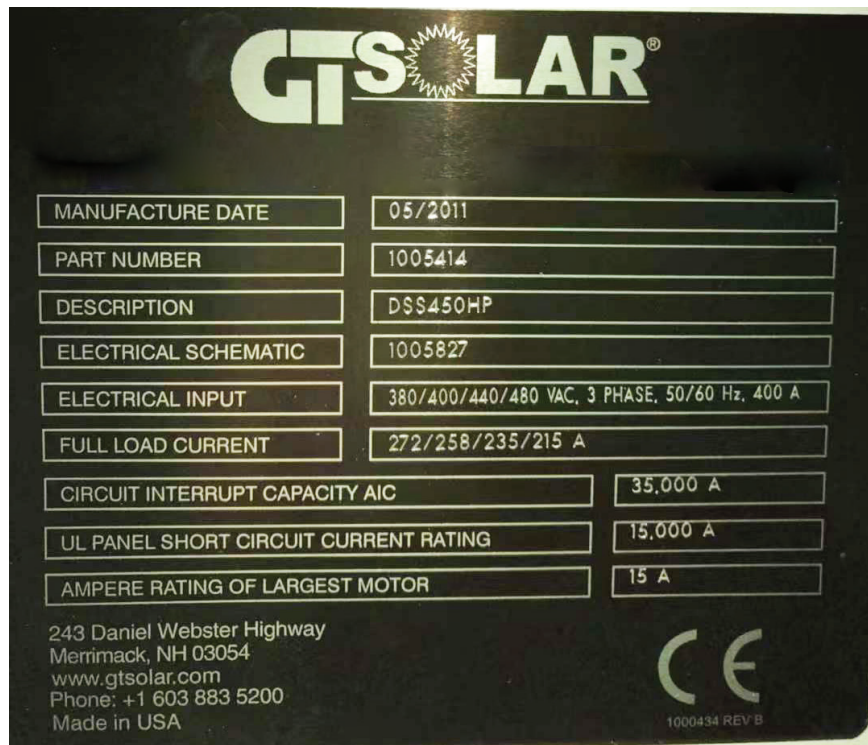 GT SOLAR®
MANUFACTURE DATE 05/2011
PART NUMBER 1005414
DESCRIPTION DSS450HP
ELECTRICAL SCHEMATIC 1005827
ELECTRICAL INPUT 380/400/440/480 VAC, 3 PHASE, 50/60 Hz, 400 A
FULL LOAD CURRENT 272/258/235/215 A
CIRCUIT INTERRUPT CAPACITY AIC 35,000 A
UL PANEL SHORT CIRCUIT CURRENT RATING 15,000 A
AMPERE RATING OF LARGEST MOTOR 15 A
243 Daniel Webster Highway
Merrimack, NH 03054
www.gtsolar.com
Phone: +1 603 883 5200
Made in USA
CE
1000434 REV B